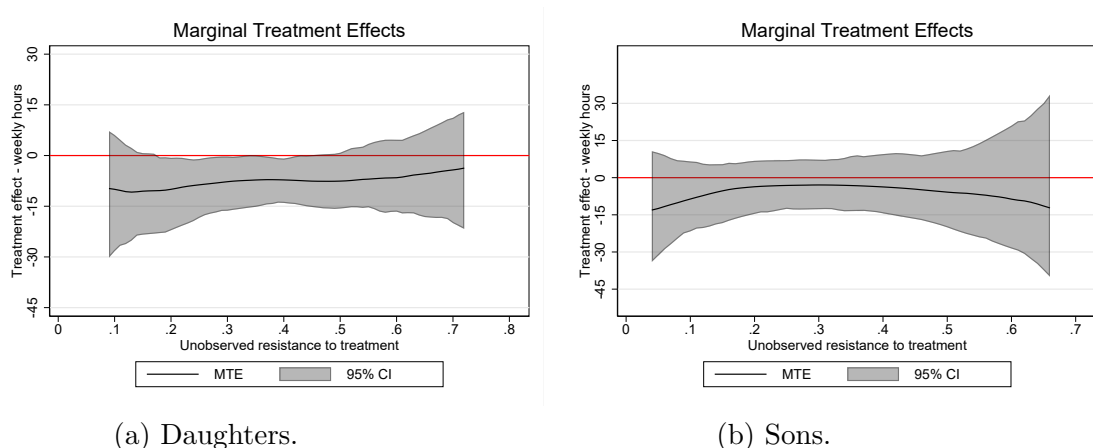 Marginal Treatment Effects
Treatment effect - weekly hours
30
15
0
-15
-30
-45
0 .1 .2 .3 .4 .5 .6 .7 .8
Unobserved resistance to treatment
MTE 95% CI
(a) Daughters.
Marginal Treatment Effects
Treatment effect - weekly hours
30
15
0
-15
-30
-45
0 .1 .2 .3 .4 .5 .6 .7
Unobserved resistance to treatment
MTE 95% CI
(b) Sons.